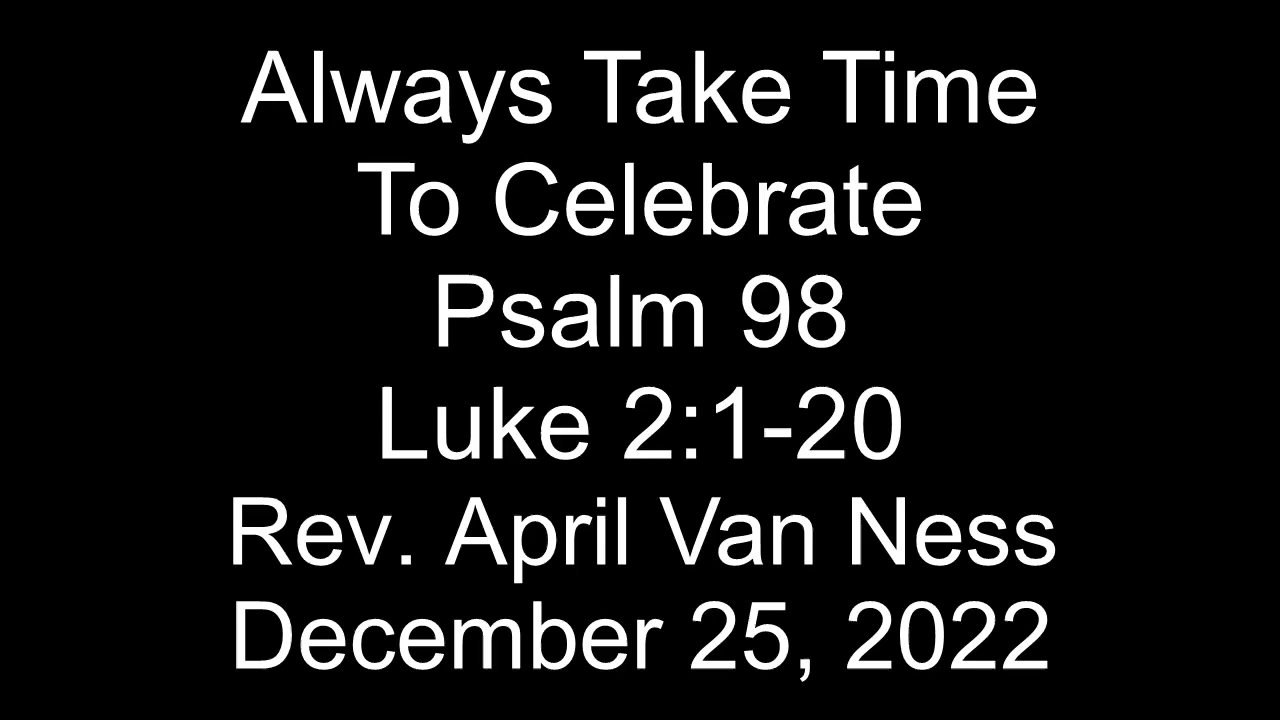 Always Take Time
To Celebrate
Psalm 98
Luke 2:1-20
Rev. April Van Ness
December 25, 2022